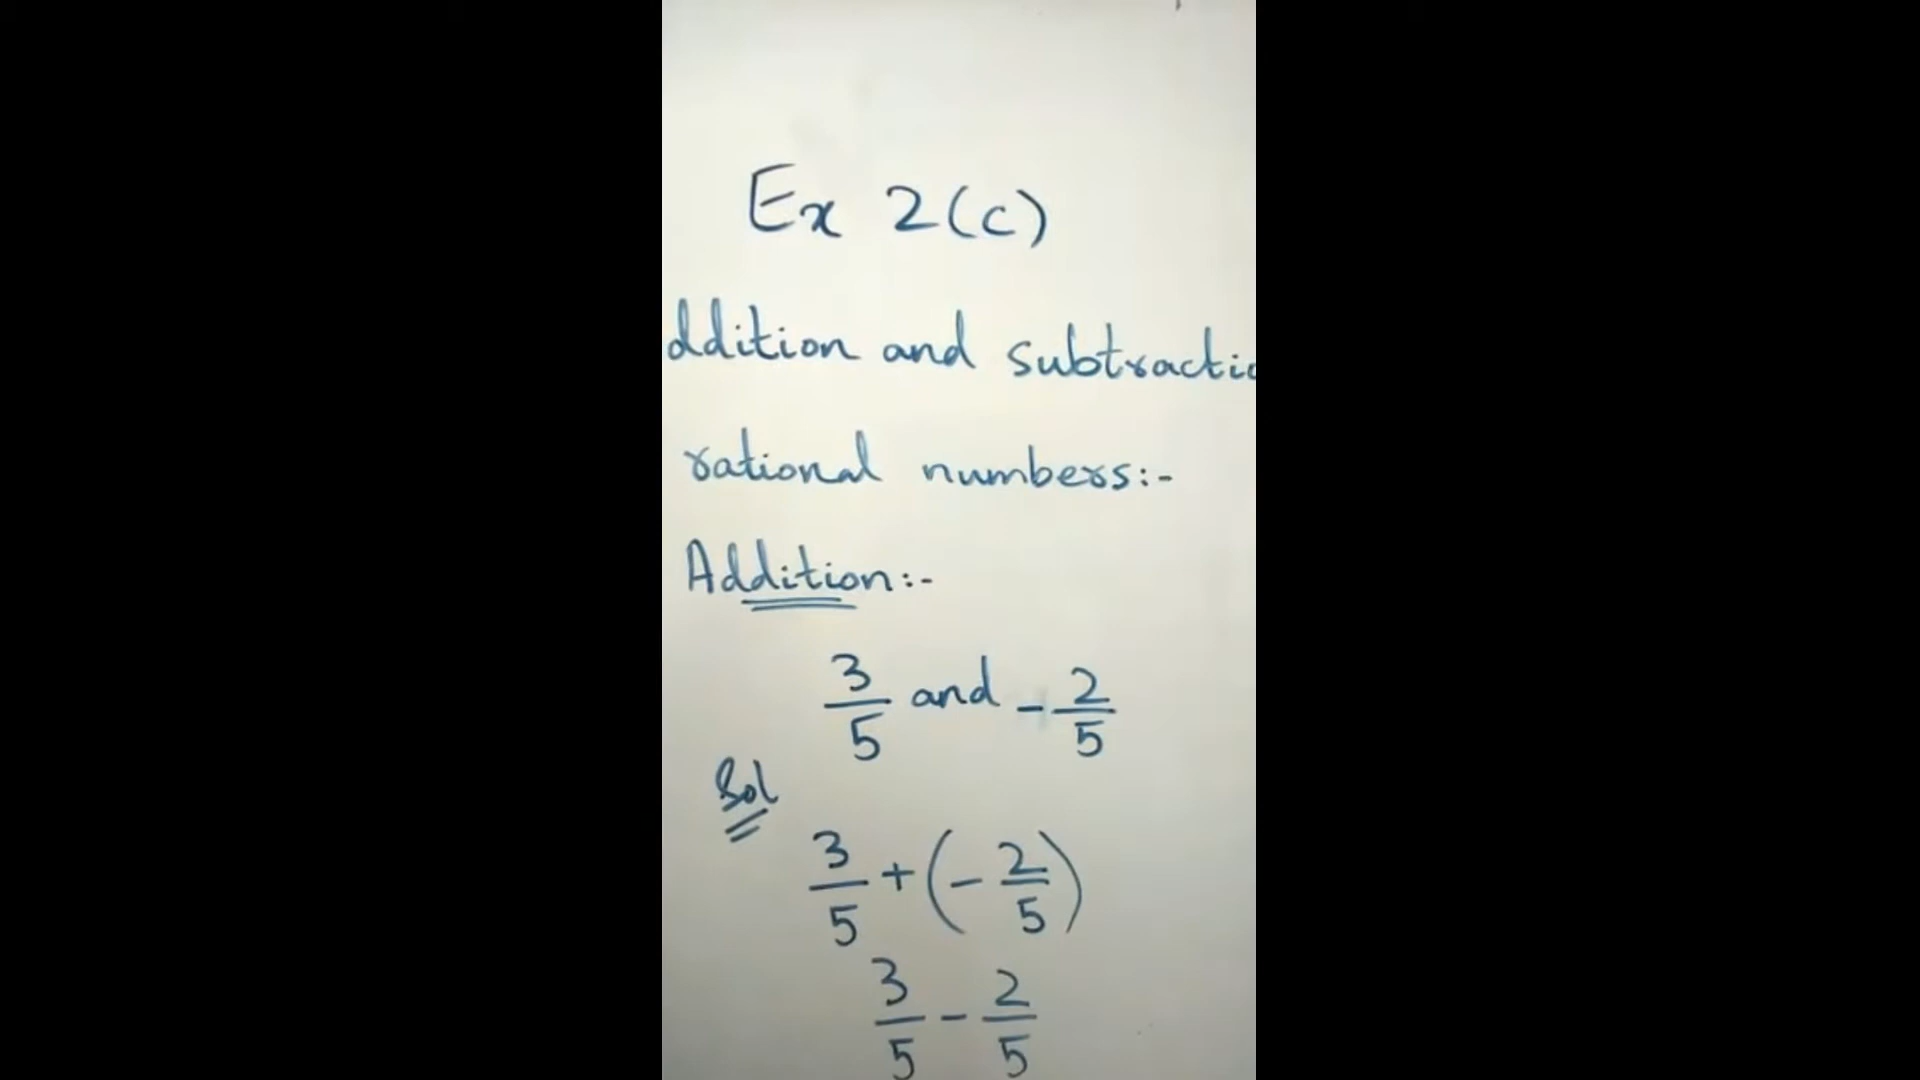 Ex 2(c)
ddition and subtractio
rational numbers:-
Addition:-
3/5 and -2/5
Sol
3/5 + (-2/5)
3/5 - 2/5